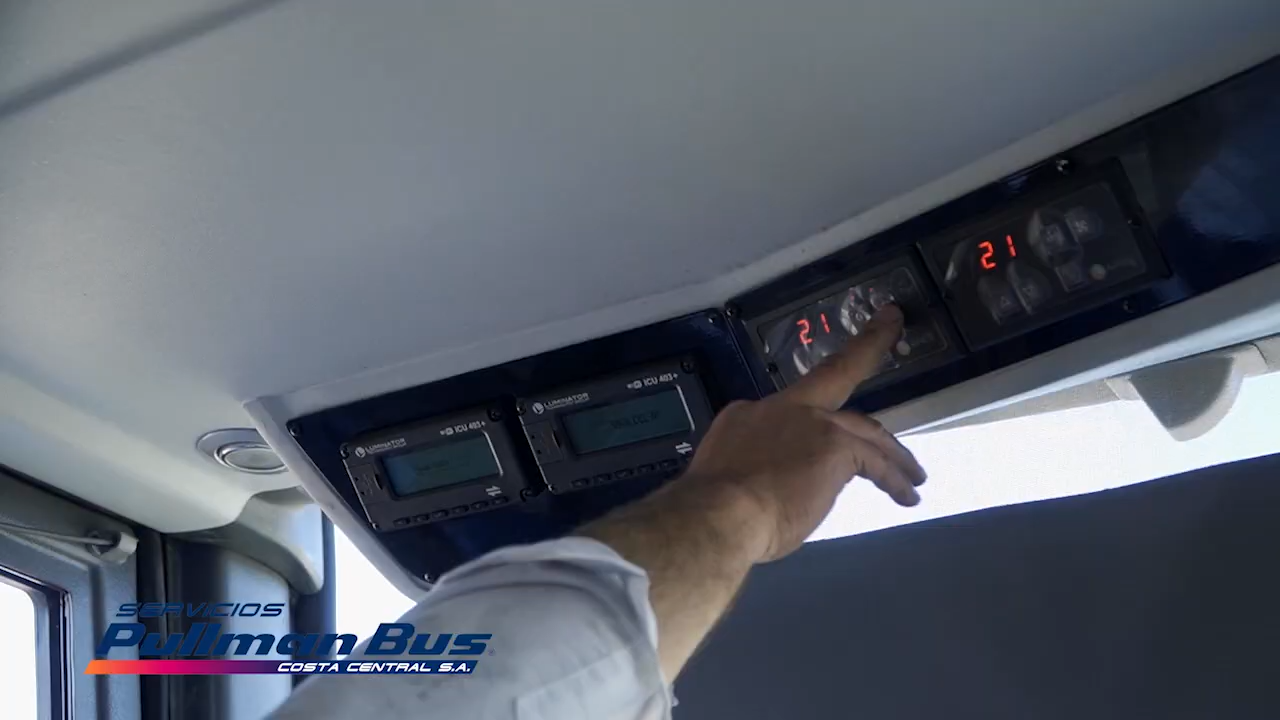 21
21
LUMINATOR
ICU 403+
LUMINATOR
ICU 403+
SERVICIOS
Pullman Bus
COSTA CENTRAL S.A.